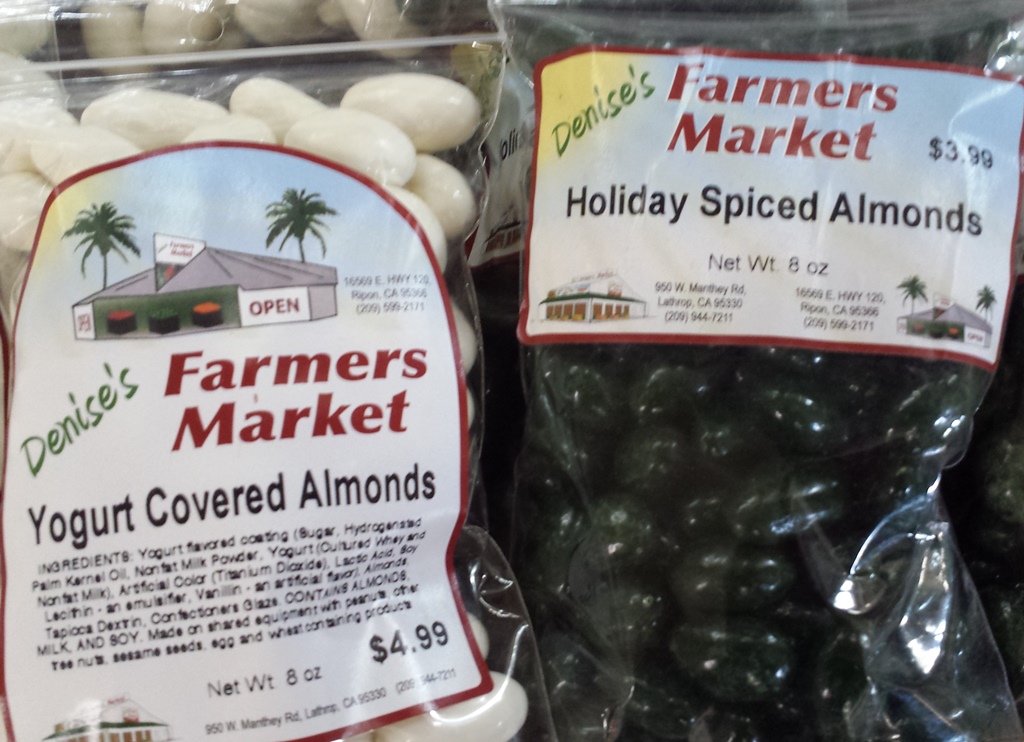 Farmers
Market
OPEN
16569 E. HWY 120,
Ripon, CA 95366
(209) 599-2171
Denise's
Farmers
Market
Yogurt Covered Almonds
INGREDIENTS: Yogurt flavored coating (Sugar, Hydrogenated
Palm Kernel Oil, Nonfat Milk Powder, Yogurt (Cultured Whey and
Nonfat Milk), Artificial Color (Titanium Dioxide), Lactic Acid, Soy
Lecithin - an emulsifier, Vanillin - an artificial flavor), Almonds,
Tapioca Dextrin, Confectioners Glaze. CONTAINS ALMONDS,
MILK, AND SOY. Made on shared equipment with peanuts, other
tree nuts, sesame seeds, egg and wheat containing products
$4.99
Net Wt. 8 oz
950 W. Manthey Rd, Lathrop, CA 95330 (209) 944-7211
Denise's
Farmers
Market
$3.99
Holiday Spiced Almonds
Net Wt. 8 oz
950 W. Manthey Rd,
Lathrop, CA 95330
(209) 944-7211
16569 E. HWY 120,
Ripon, CA 95366
(209) 599-2171
OPEN